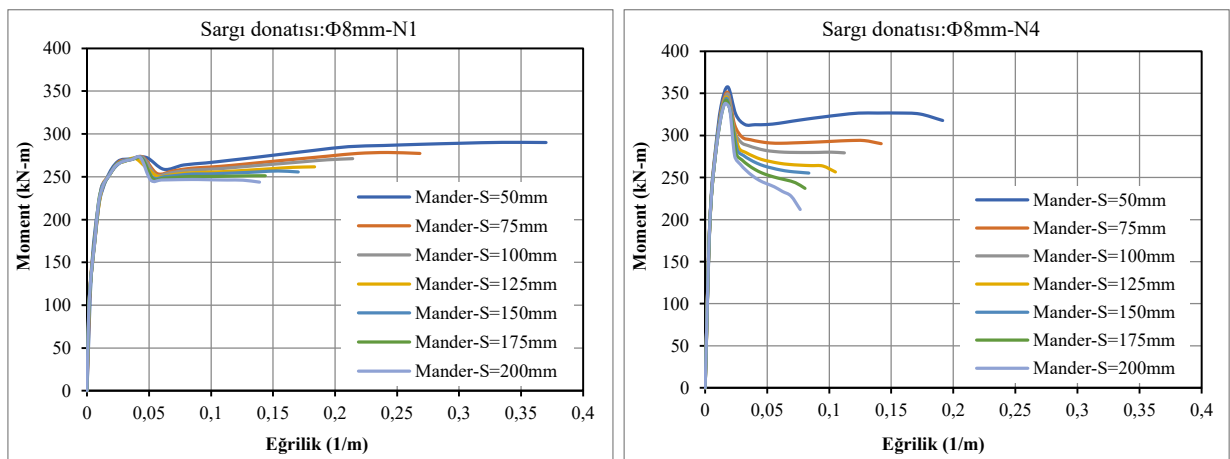 Sargı donatısı:Φ8mm-N1
400
350
300
250
200
150
100
50
0
Moment (kN-m)
Mander-S=50mm
Mander-S=75mm
Mander-S=100mm
Mander-S=125mm
Mander-S=150mm
Mander-S=175mm
Mander-S=200mm
0 0,05 0,1 0,15 0,2 0,25 0,3 0,35 0,4
Eğrilik (1/m)
Sargı donatısı:Φ8mm-N4
400
350
300
250
200
150
100
50
0
Moment (kN-m)
Mander-S=50mm
Mander-S=75mm
Mander-S=100mm
Mander-S=125mm
Mander-S=150mm
Mander-S=175mm
Mander-S=200mm
0 0,05 0,1 0,15 0,2 0,25 0,3 0,35 0,4
Eğrilik (1/m)